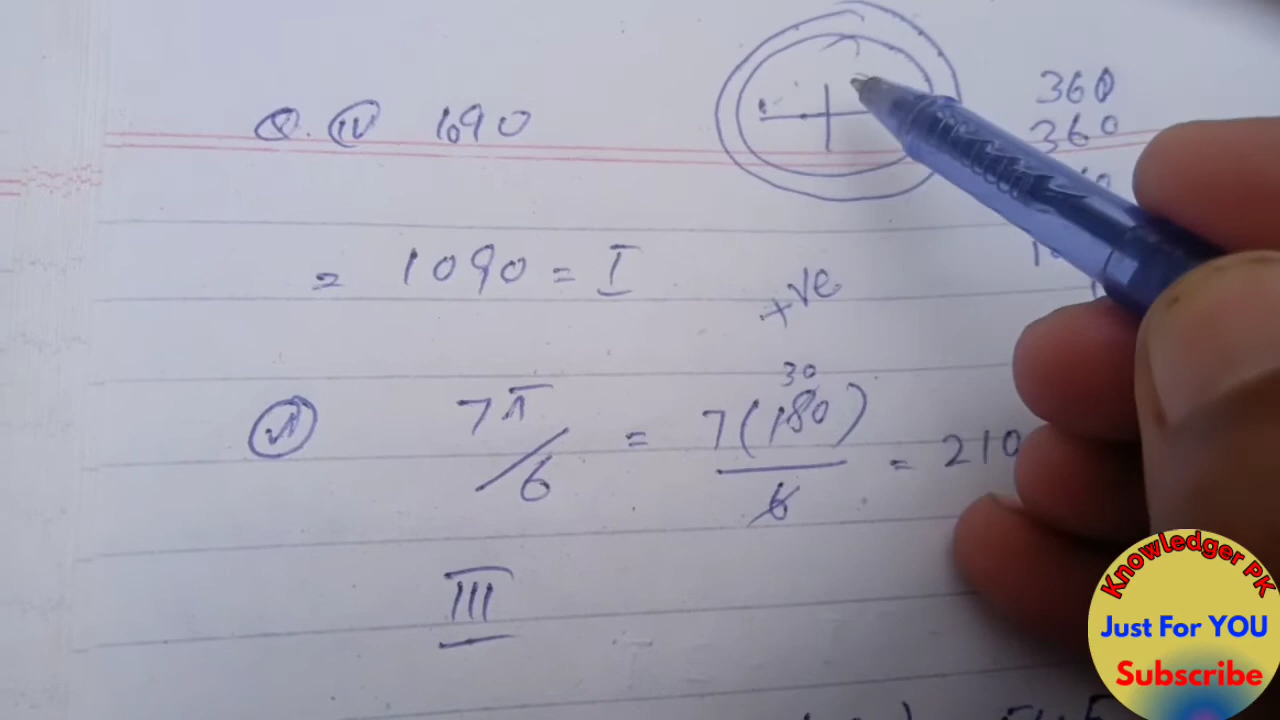 Q. (iv) 1090
360
360
= 1090 = I
+ve
30
7π/6 = 7(180)/6 = 210
III
Knowledger PK
Just For YOU
Subscribe